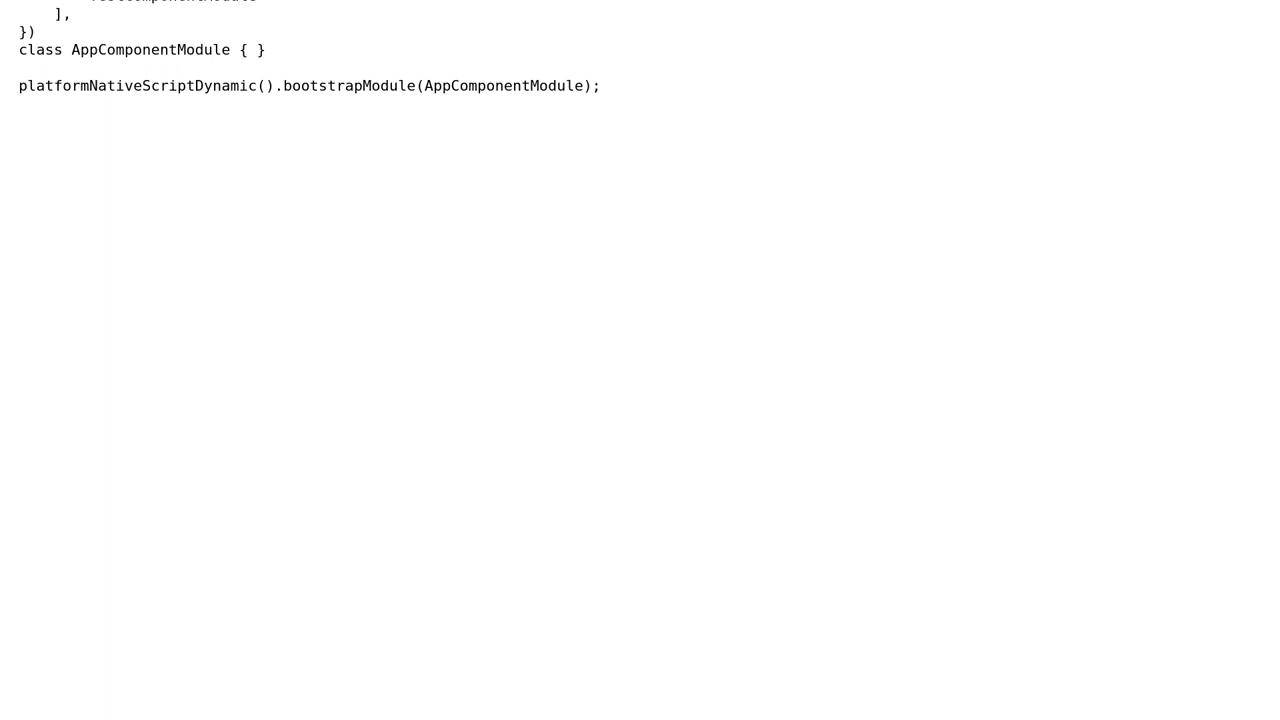 ],
})
class AppComponentModule { }

platformNativeScriptDynamic().bootstrapModule(AppComponentModule);